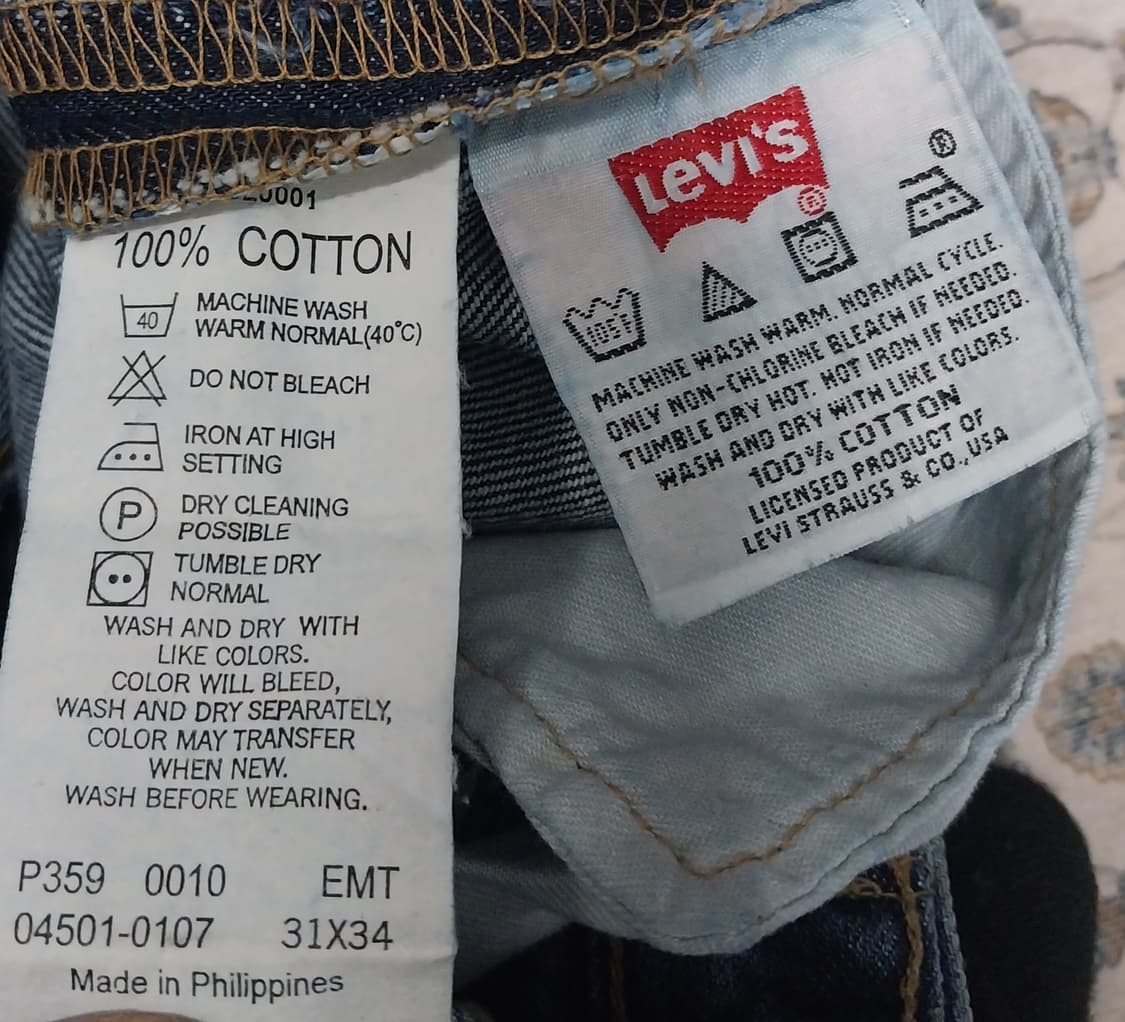 0001
100% COTTON
40
MACHINE WASH
WARM NORMAL(40°C)
DO NOT BLEACH
IRON AT HIGH
SETTING
P
DRY CLEANING
POSSIBLE
TUMBLE DRY
NORMAL
WASH AND DRY WITH
LIKE COLORS.
COLOR WILL BLEED,
WASH AND DRY SEPARATELY,
COLOR MAY TRANSFER
WHEN NEW.
WASH BEFORE WEARING.
P359 0010 EMT
04501-0107 31X34
Made in Philippines
Levi's®
105F
®
MACHINE WASH WARM. NORMAL CYCLE.
ONLY NON-CHLORINE BLEACH IF NEEDED.
TUMBLE DRY HOT. HOT IRON IF NEEDED.
WASH AND DRY WITH LIKE COLORS.
100% COTTON
LICENSED PRODUCT OF
LEVI STRAUSS & CO., USA